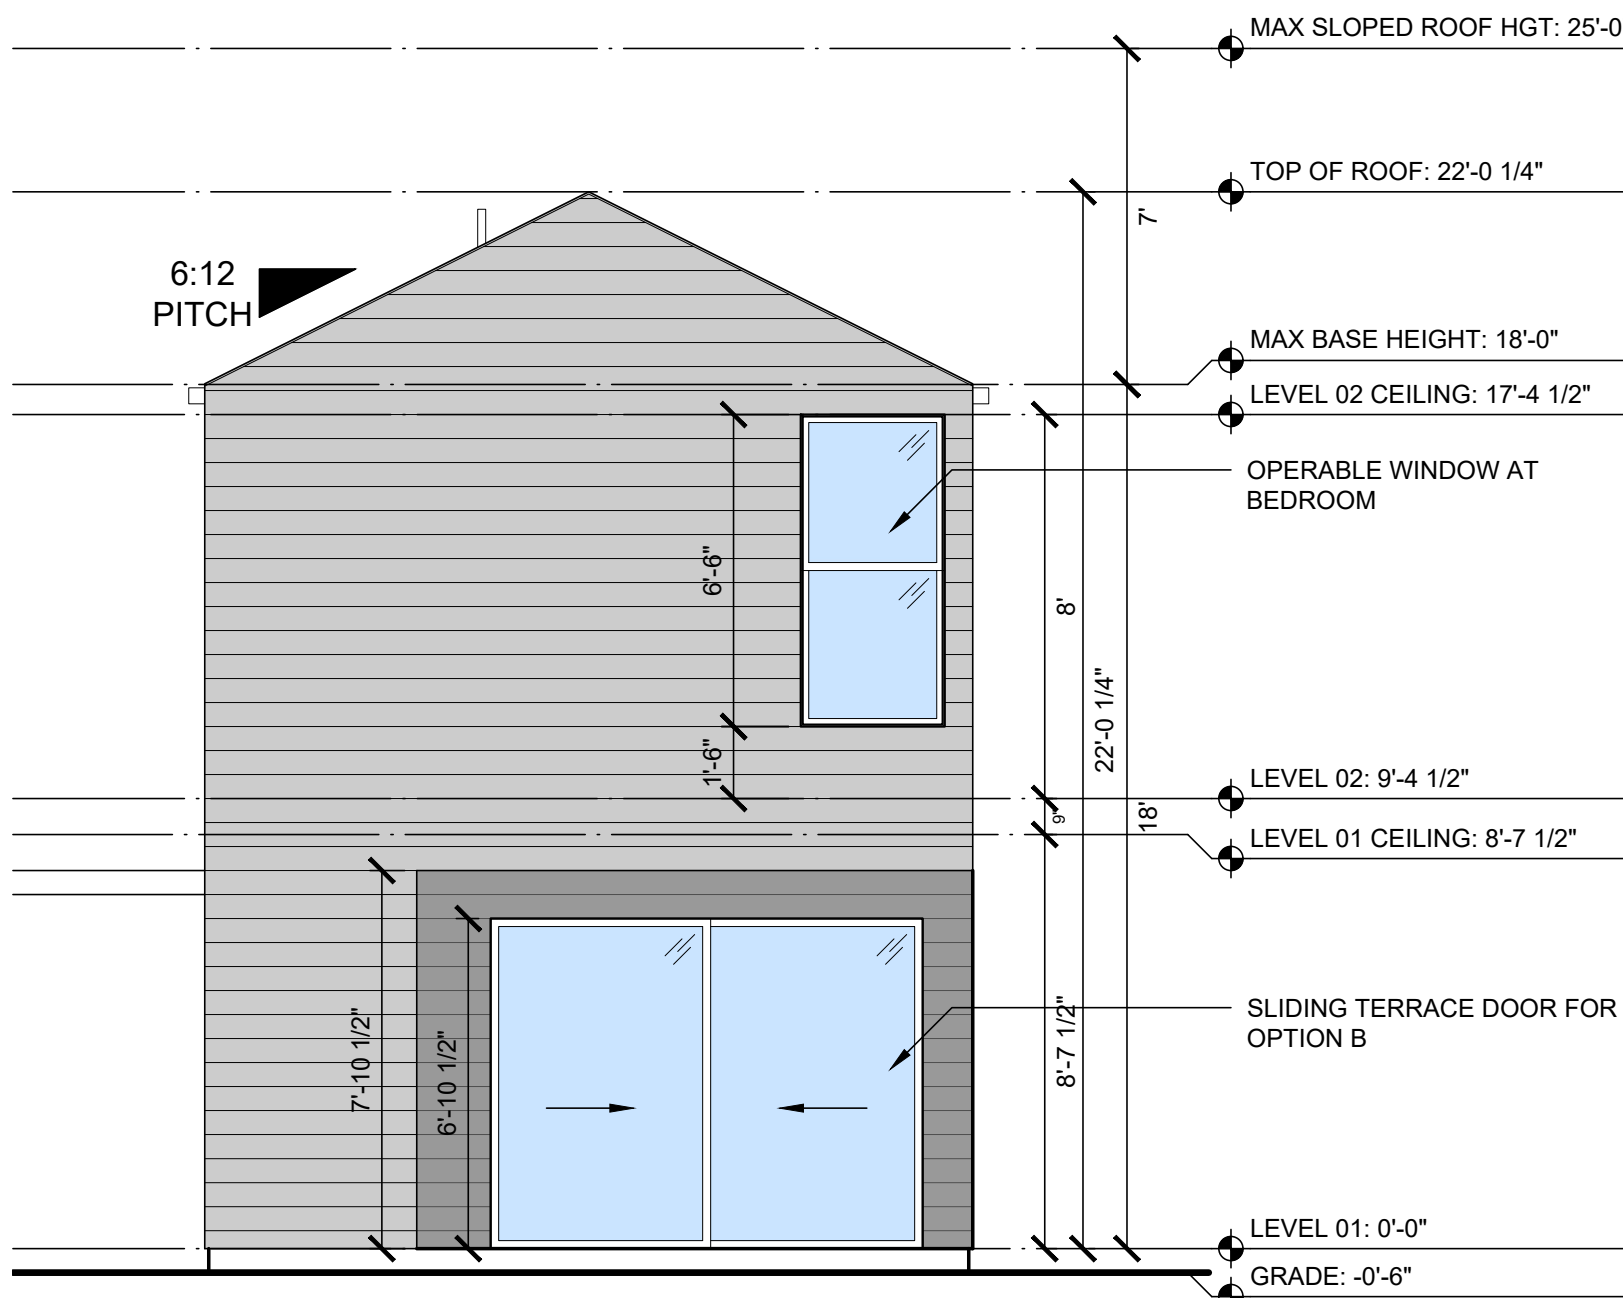 MAX SLOPED ROOF HGT: 25'-0
TOP OF ROOF: 22'-0 1/4"
7'
6:12
PITCH
MAX BASE HEIGHT: 18'-0"
LEVEL 02 CEILING: 17'-4 1/2"
OPERABLE WINDOW AT
BEDROOM
6'-6"
8'
22'-0 1/4"
1'-6"
LEVEL 02: 9'-4 1/2"
9"
18'
LEVEL 01 CEILING: 8'-7 1/2"
7'-10 1/2"
6'-10 1/2"
8'-7 1/2"
SLIDING TERRACE DOOR FOR
OPTION B
LEVEL 01: 0'-0"
GRADE: -0'-6"